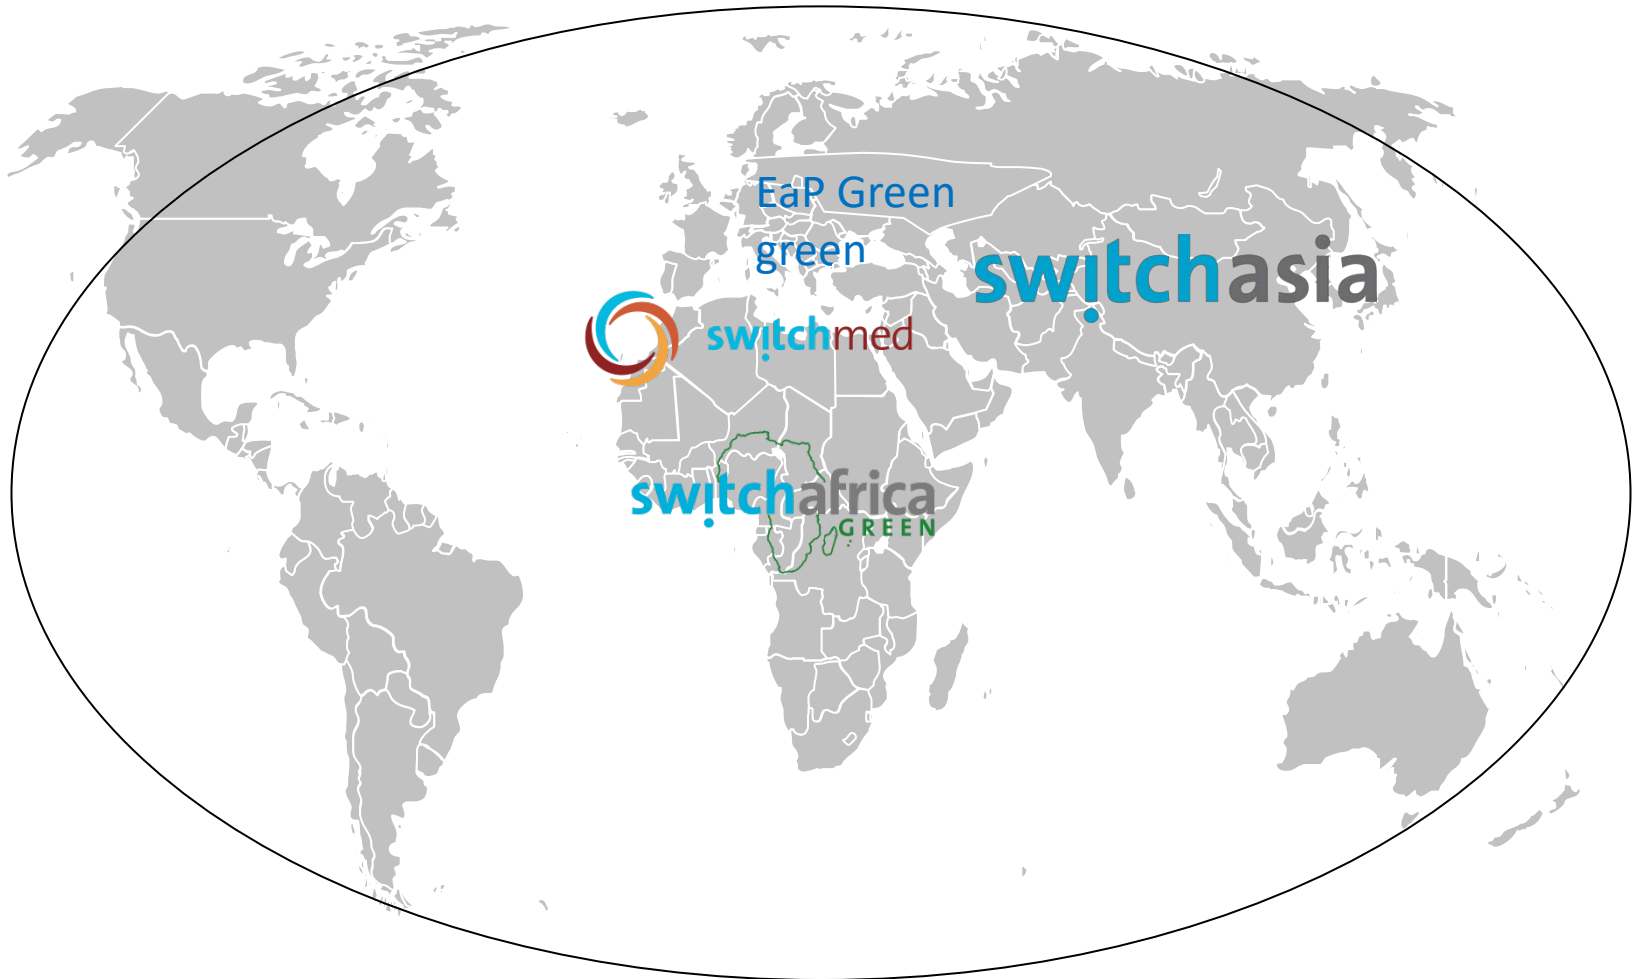 EaP Green
green
switchasia
switchmed
switchafrica
GREEN